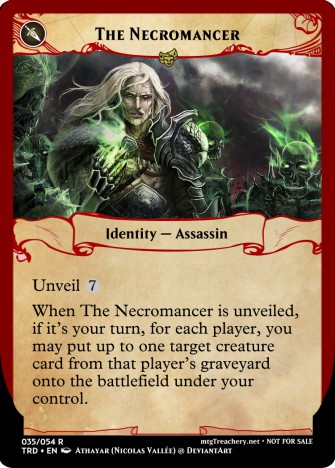 The Necromancer
Identity — Assassin
Unveil 7
When The Necromancer is unveiled,
if it's your turn, for each player, you
may put up to one target creature
card from that player's graveyard
onto the battlefield under your
control.
035/054 R
mtgTreachery.net • NOT FOR SALE
TRD • EN Athayar (Nicolas Vallée) @ DeviantArt